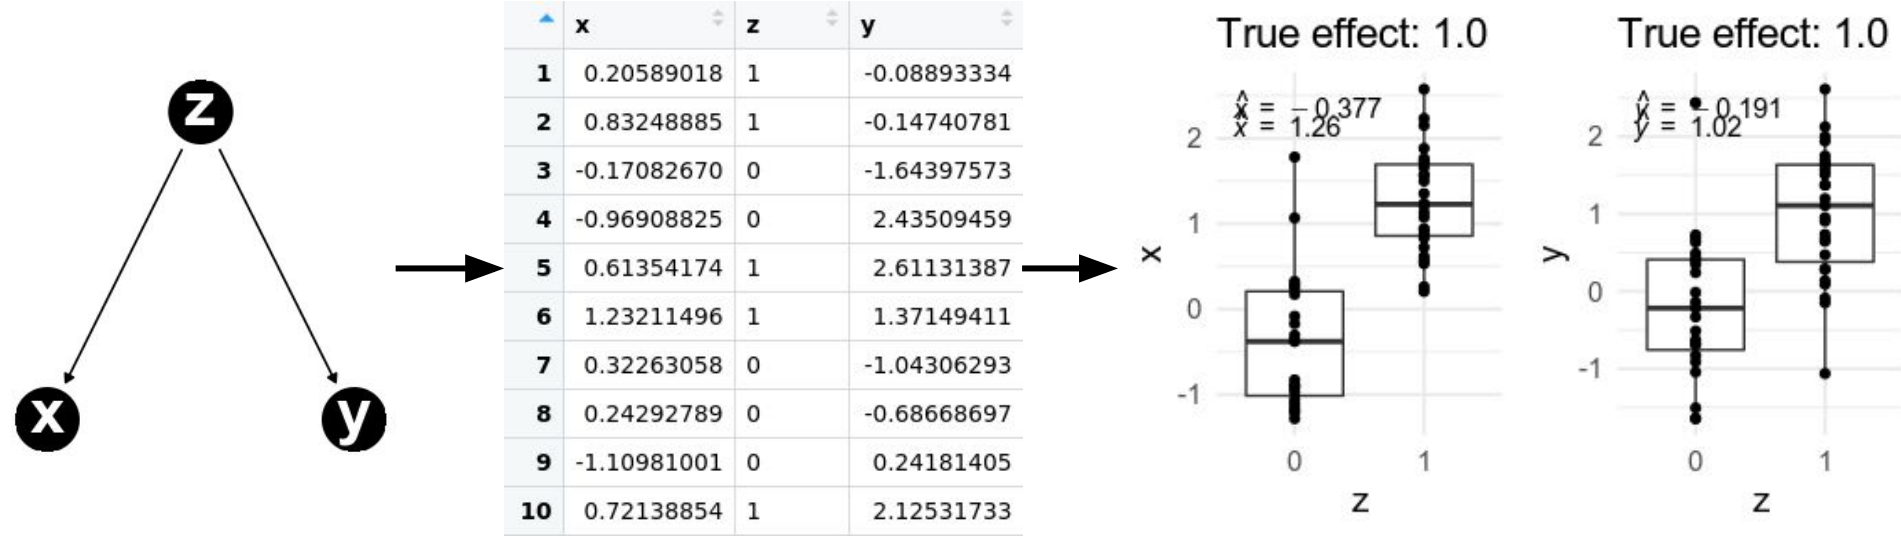 z
x
y
x z y
1 0.20589018 1 -0.08893334
2 0.83248885 1 -0.14740781
3 -0.17082670 0 -1.64397573
4 -0.96908825 0 2.43509459
5 0.61354174 1 2.61131387
6 1.23211496 1 1.37149411
7 0.32263058 0 -1.04306293
8 0.24292789 0 -0.68668697
9 -1.10981001 0 0.24181405
10 0.72138854 1 2.12531733
True effect: 1.0
x̂ = −0.377
x̂ = 1.26
2
1
0
-1
x
0 1
z
True effect: 1.0
ŷ = −0.191
ŷ = 1.02
2
1
0
-1
y
0 1
z